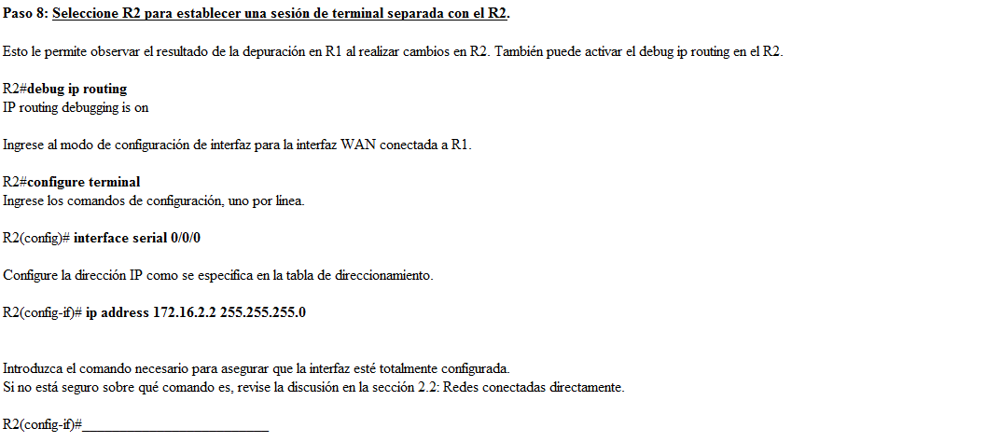 Paso 8: Seleccione R2 para establecer una sesión de terminal separada con el R2.
Esto le permite observar el resultado de la depuración en R1 al realizar cambios en R2. También puede activar el debug ip routing en el R2.
R2#debug ip routing
IP routing debugging is on
Ingrese al modo de configuración de interfaz para la interfaz WAN conectada a R1.
R2#configure terminal
Ingrese los comandos de configuración, uno por línea.
R2(config)# interface serial 0/0/0
Configure la dirección IP como se especifica en la tabla de direccionamiento.
R2(config-if)# ip address 172.16.2.2 255.255.255.0
Introduzca el comando necesario para asegurar que la interfaz esté totalmente configurada.
Si no está seguro sobre qué comando es, revise la discusión en la sección 2.2: Redes conectadas directamente.
R2(config-if)#_________________________